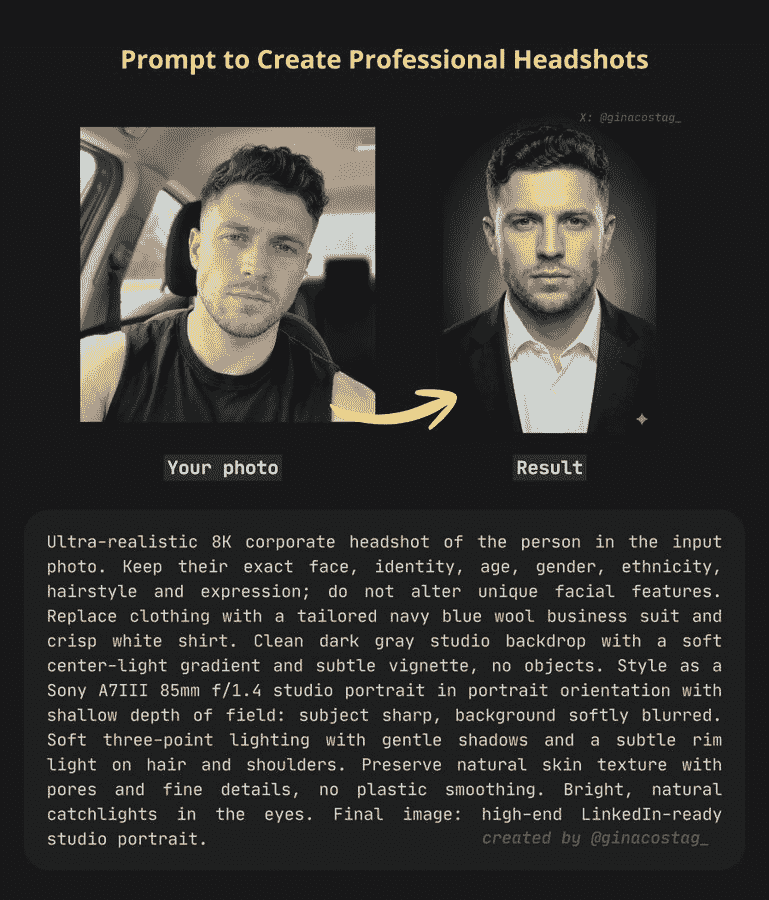 Prompt to Create Professional Headshots
X: @ginacostag_
Your photo
Result
Ultra-realistic 8K corporate headshot of the person in the input
photo. Keep their exact face, identity, age, gender, ethnicity,
hairstyle and expression; do not alter unique facial features.
Replace clothing with a tailored navy blue wool business suit and
crisp white shirt. Clean dark gray studio backdrop with a soft
center-light gradient and subtle vignette, no objects. Style as a
Sony A7III 85mm f/1.4 studio portrait in portrait orientation with
shallow depth of field: subject sharp, background softly blurred.
Soft three-point lighting with gentle shadows and a subtle rim
light on hair and shoulders. Preserve natural skin texture with
pores and fine details, no plastic smoothing. Bright, natural
catchlights in the eyes. Final image: high-end LinkedIn-ready
studio portrait.
created by @ginacostag_